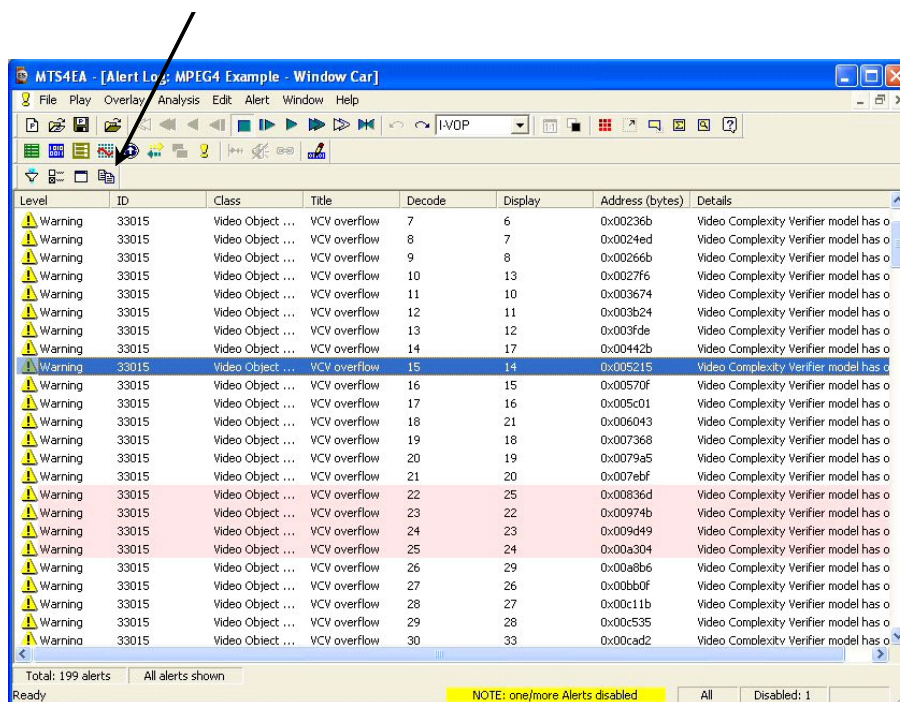 MTS4EA - [Alert Log: MPEG4 Example - Window Car]
File Play Overlay Analysis Edit Alert Window Help
I-VOP
Level ID Class Title Decode Display Address (bytes) Details
Warning 33015 Video Object ... VCV overflow 7 6 0x00236b Video Complexity Verifier model has o
Warning 33015 Video Object ... VCV overflow 8 7 0x0024ed Video Complexity Verifier model has o
Warning 33015 Video Object ... VCV overflow 9 8 0x00266b Video Complexity Verifier model has o
Warning 33015 Video Object ... VCV overflow 10 13 0x0027f6 Video Complexity Verifier model has o
Warning 33015 Video Object ... VCV overflow 11 10 0x003674 Video Complexity Verifier model has o
Warning 33015 Video Object ... VCV overflow 12 11 0x003b24 Video Complexity Verifier model has o
Warning 33015 Video Object ... VCV overflow 13 12 0x003fde Video Complexity Verifier model has o
Warning 33015 Video Object ... VCV overflow 14 17 0x00442b Video Complexity Verifier model has o
Warning 33015 Video Object ... VCV overflow 15 14 0x005215 Video Complexity Verifier model has o
Warning 33015 Video Object ... VCV overflow 16 15 0x00570f Video Complexity Verifier model has o
Warning 33015 Video Object ... VCV overflow 17 16 0x005c01 Video Complexity Verifier model has o
Warning 33015 Video Object ... VCV overflow 18 21 0x006043 Video Complexity Verifier model has o
Warning 33015 Video Object ... VCV overflow 19 18 0x007368 Video Complexity Verifier model has o
Warning 33015 Video Object ... VCV overflow 20 19 0x0079a5 Video Complexity Verifier model has o
Warning 33015 Video Object ... VCV overflow 21 20 0x007ebf Video Complexity Verifier model has o
Warning 33015 Video Object ... VCV overflow 22 25 0x00836d Video Complexity Verifier model has o
Warning 33015 Video Object ... VCV overflow 23 22 0x00974b Video Complexity Verifier model has o
Warning 33015 Video Object ... VCV overflow 24 23 0x009d49 Video Complexity Verifier model has o
Warning 33015 Video Object ... VCV overflow 25 24 0x00a304 Video Complexity Verifier model has o
Warning 33015 Video Object ... VCV overflow 26 29 0x00a8b6 Video Complexity Verifier model has o
Warning 33015 Video Object ... VCV overflow 27 26 0x00bb0f Video Complexity Verifier model has o
Warning 33015 Video Object ... VCV overflow 28 27 0x00c11b Video Complexity Verifier model has o
Warning 33015 Video Object ... VCV overflow 29 28 0x00c535 Video Complexity Verifier model has o
Warning 33015 Video Object ... VCV overflow 30 33 0x00cad2 Video Complexity Verifier model has o
Total: 199 alerts All alerts shown
Ready NOTE: one/more Alerts disabled All Disabled: 1